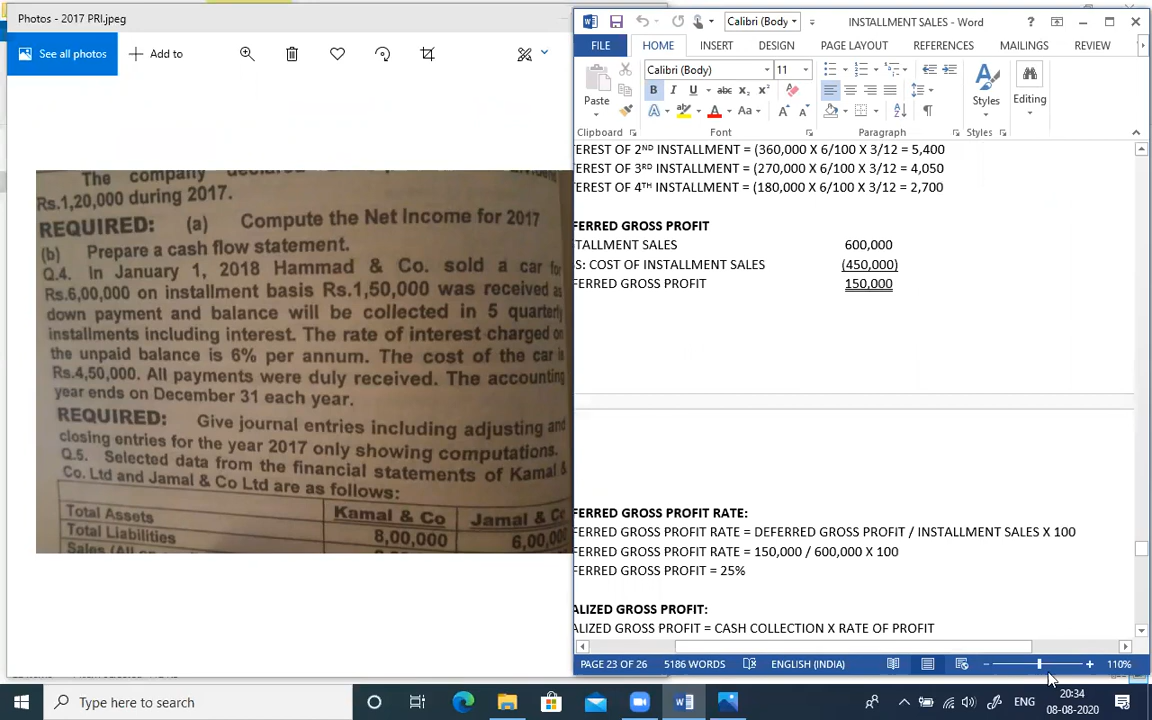 Photos - 2017 PRI.jpeg
See all photos
Add to
The company
Rs.1,20,000 during 2017.
REQUIRED: (a) Compute the Net Income for 2017
(b) Prepare a cash flow statement.
Q.4. In January 1, 2018 Hammad & Co. sold a car for
Rs.6,00,000 on installment basis Rs.1,50,000 was received as
down payment and balance will be collected in 5 quarterly
installments including interest. The rate of interest charged on
the unpaid balance is 6% per annum. The cost of the car is
Rs.4,50,000. All payments were duly received. The accounting
year ends on December 31 each year.
REQUIRED: Give journal entries including adjusting and
closing entries for the year 2017 only showing computations.
Q.5. Selected data from the financial statements of Kamal &
Co. Ltd and Jamal & Co Ltd are as follows:
Kamal & Co Jamal & Co
Total Assets 8,00,000 6,00,000
Total Liabilities
Calibri (Body
INSTALLMENT SALES - Word
FILE HOME INSERT DESIGN PAGE LAYOUT REFERENCES MAILINGS REVIEW
Calibri (Body) 11
Paste
Styles
Editing
Clipboard Font Paragraph Styles
TEREST OF 2ND INSTALLMENT = (360,000 X 6/100 X 3/12 = 5,400
TEREST OF 3RD INSTALLMENT = (270,000 X 6/100 X 3/12 = 4,050
TEREST OF 4TH INSTALLMENT = (180,000 X 6/100 X 3/12 = 2,700
FERRED GROSS PROFIT
STALLMENT SALES 600,000
SS: COST OF INSTALLMENT SALES (450,000)
FERRED GROSS PROFIT 150,000
FERRED GROSS PROFIT RATE:
FERRED GROSS PROFIT RATE = DEFERRED GROSS PROFIT / INSTALLMENT SALES X 100
FERRED GROSS PROFIT RATE = 150,000 / 600,000 X 100
FERRED GROSS PROFIT = 25%
ALIZED GROSS PROFIT:
ALIZED GROSS PROFIT = CASH COLLECTION X RATE OF PROFIT
PAGE 23 OF 26 5186 WORDS ENGLISH (INDIA) 110%
Type here to search
ENG
20:34
08-08-2020